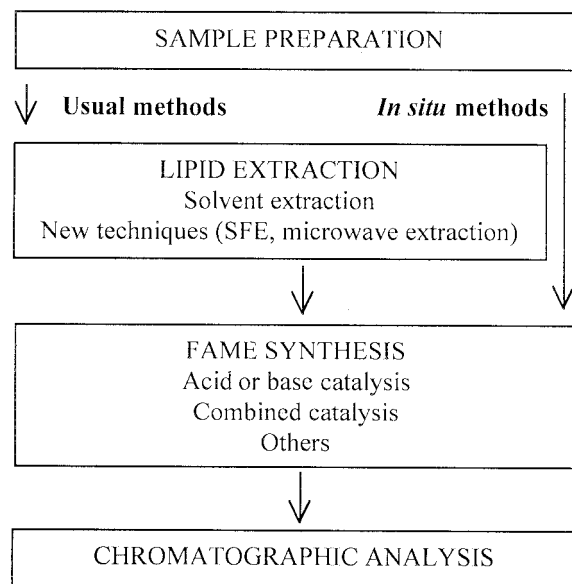 SAMPLE PREPARATION
Usual methods
In situ methods
LIPID EXTRACTION
Solvent extraction
New techniques (SFE, microwave extraction)
FAME SYNTHESIS
Acid or base catalysis
Combined catalysis
Others
CHROMATOGRAPHIC ANALYSIS